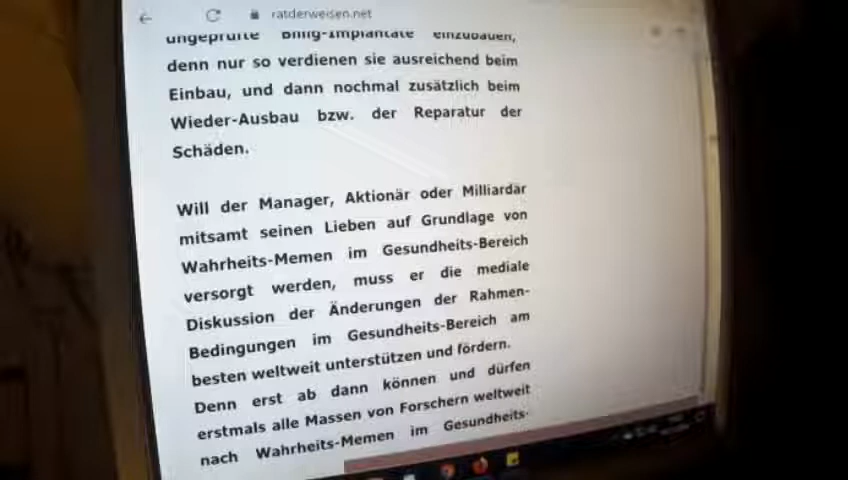 ratderweisen.net
ungeprüfte Billig-Implantate einzubauen,
denn nur so verdienen sie ausreichend beim
Einbau, und dann nochmal zusätzlich beim
Wieder-Ausbau bzw. der Reparatur der
Schäden.
Will der Manager, Aktionär oder Milliardär
mitsamt seinen Lieben auf Grundlage von
Wahrheits-Memen im Gesundheits-Bereich
versorgt werden, muss er die mediale
Diskussion der Änderungen der Rahmen-
Bedingungen im Gesundheits-Bereich am
besten weltweit unterstützen und fördern.
Denn erst ab dann können und dürfen
erstmals alle Massen von Forschern weltweit
nach Wahrheits-Memen im Gesundheits-